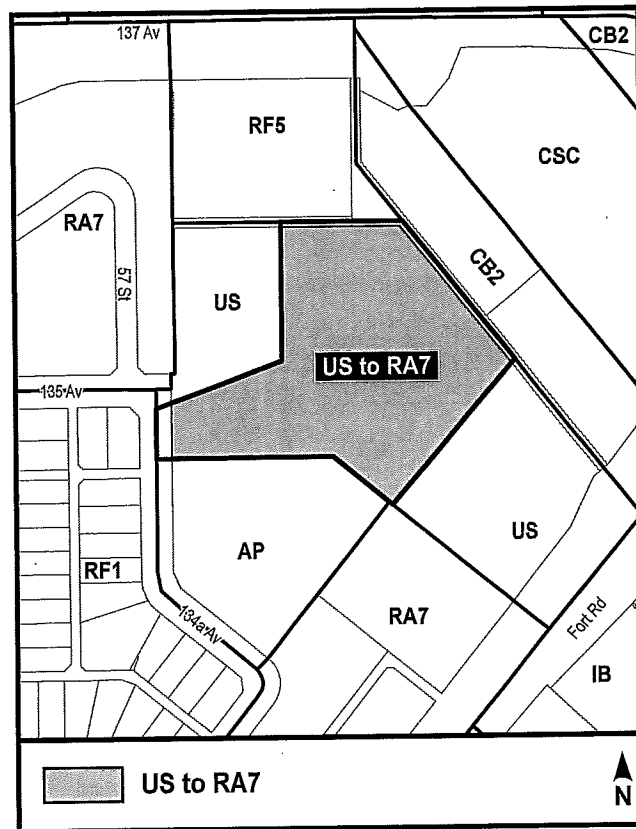 137 Av
CB2
RF5
CSC
RA7
57 St
US
CB2
US to RA7
135 Av
AP
US
RF1
134a Av
RA7
Fort Rd
IB
US to RA7
N